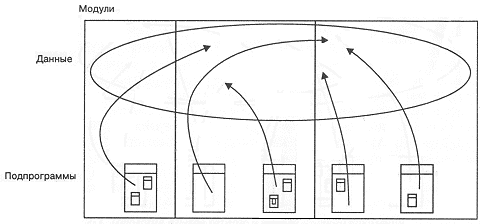 Модули
Данные
Подпрограммы